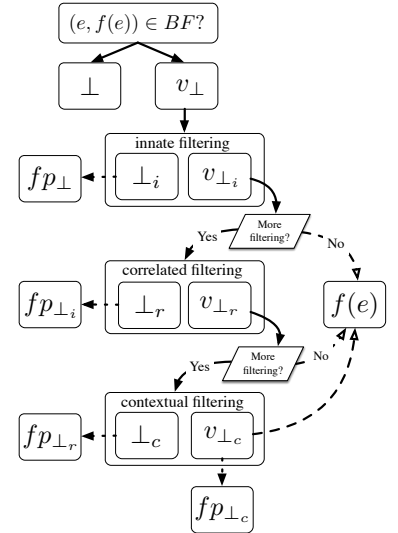 (e, f(e)) ∈ BF?
⊥
v⊥
innate filtering
fp⊥
⊥i
v⊥i
More
filtering?
Yes
No
correlated filtering
fp⊥i
⊥r
v⊥r
f(e)
More
filtering?
Yes
No
contextual filtering
fp⊥r
⊥c
v⊥c
fp⊥c